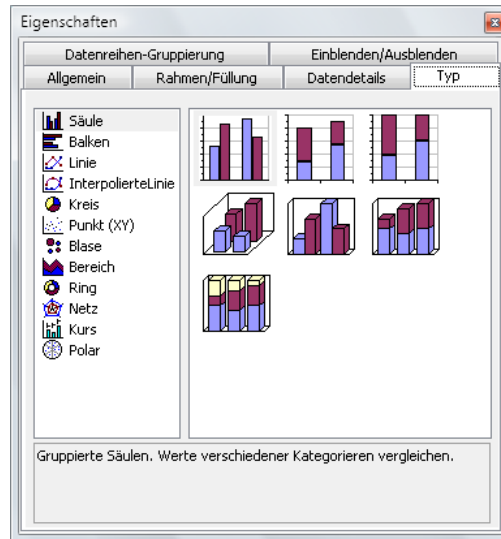 Eigenschaften
Datenreihen-Gruppierung Einblenden/Ausblenden
Allgemein Rahmen/Füllung Datendetails Typ
Säule
Balken
Linie
InterpolierteLinie
Kreis
Punkt (XY)
Blase
Bereich
Ring
Netz
Kurs
Polar
Gruppierte Säulen. Werte verschiedener Kategorieren vergleichen.